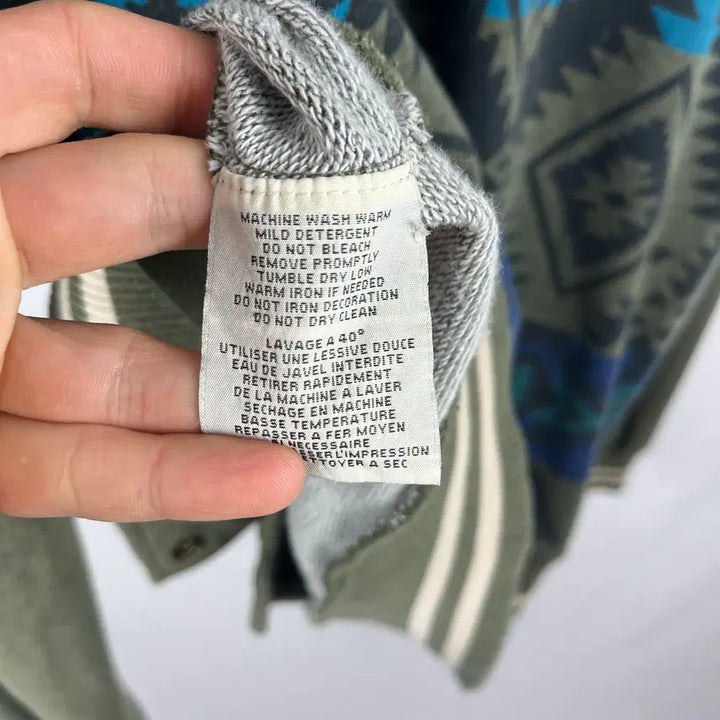 MACHINE WASH WARM
MILD DETERGENT
DO NOT BLEACH
REMOVE PROMPTLY
TUMBLE DRY LOW
WARM IRON IF NEEDED
DO NOT IRON DECORATION
DO NOT DRY CLEAN
LAVAGE A 40°
UTILISER UNE LESSIVE DOUCE
EAU DE JAVEL INTERDITE
RETIRER RAPIDEMENT
DE LA MACHINE A LAVER
SECHAGE EN MACHINE
BASSE TEMPERATURE
REPASSER A FER MOYEN
SI NECESSAIRE
L'IMPRESSION
A SEC